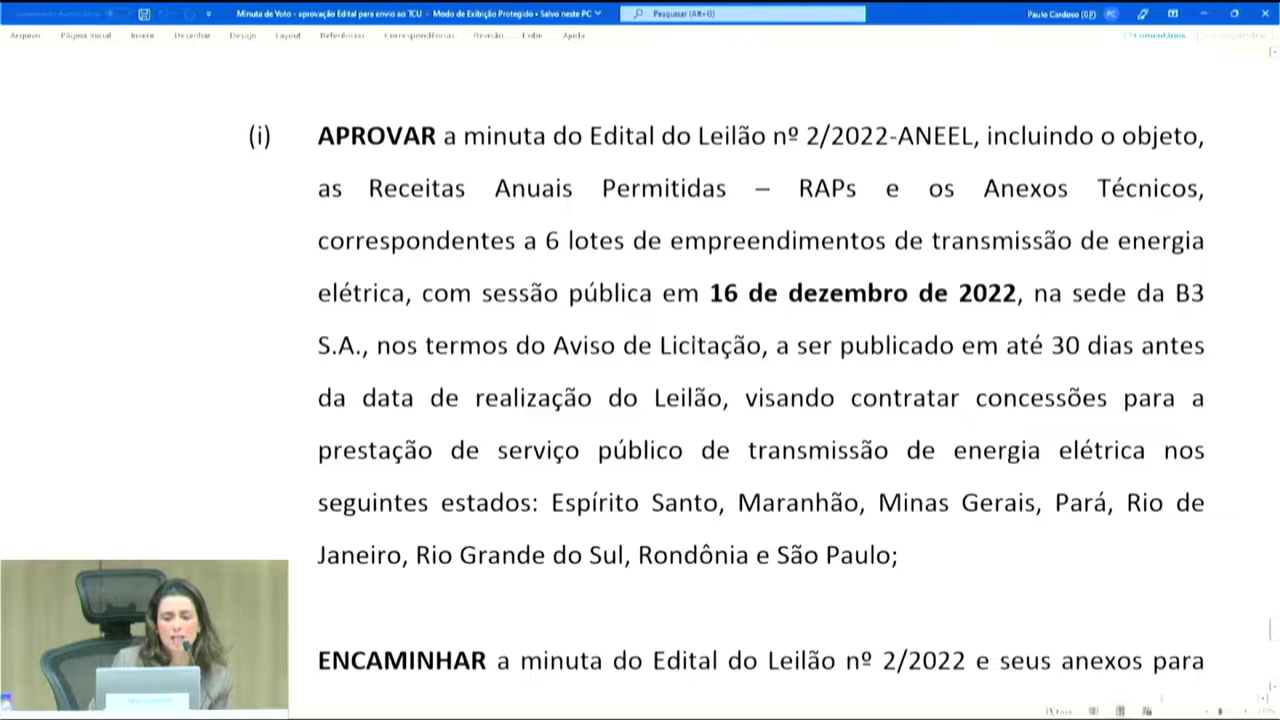 Minuta de Voto - aprovação Edital para envio ao TCU - Modo de Exibição Protegido • Salvo neste PC
Pesquisar (Alt+G)
Paulo Cardoso (GP)
PC
Arquivo Página Inicial Inserir Desenhar Design Layout Referências Correspondências Revisão Exibir Ajuda
Comentários
(i) APROVAR a minuta do Edital do Leilão nº 2/2022-ANEEL, incluindo o objeto,
as Receitas Anuais Permitidas – RAPs e os Anexos Técnicos,
correspondentes a 6 lotes de empreendimentos de transmissão de energia
elétrica, com sessão pública em 16 de dezembro de 2022, na sede da B3
S.A., nos termos do Aviso de Licitação, a ser publicado em até 30 dias antes
da data de realização do Leilão, visando contratar concessões para a
prestação de serviço público de transmissão de energia elétrica nos
seguintes estados: Espírito Santo, Maranhão, Minas Gerais, Pará, Rio de
Janeiro, Rio Grande do Sul, Rondônia e São Paulo;
ENCAMINHAR a minuta do Edital do Leilão nº 2/2022 e seus anexos para